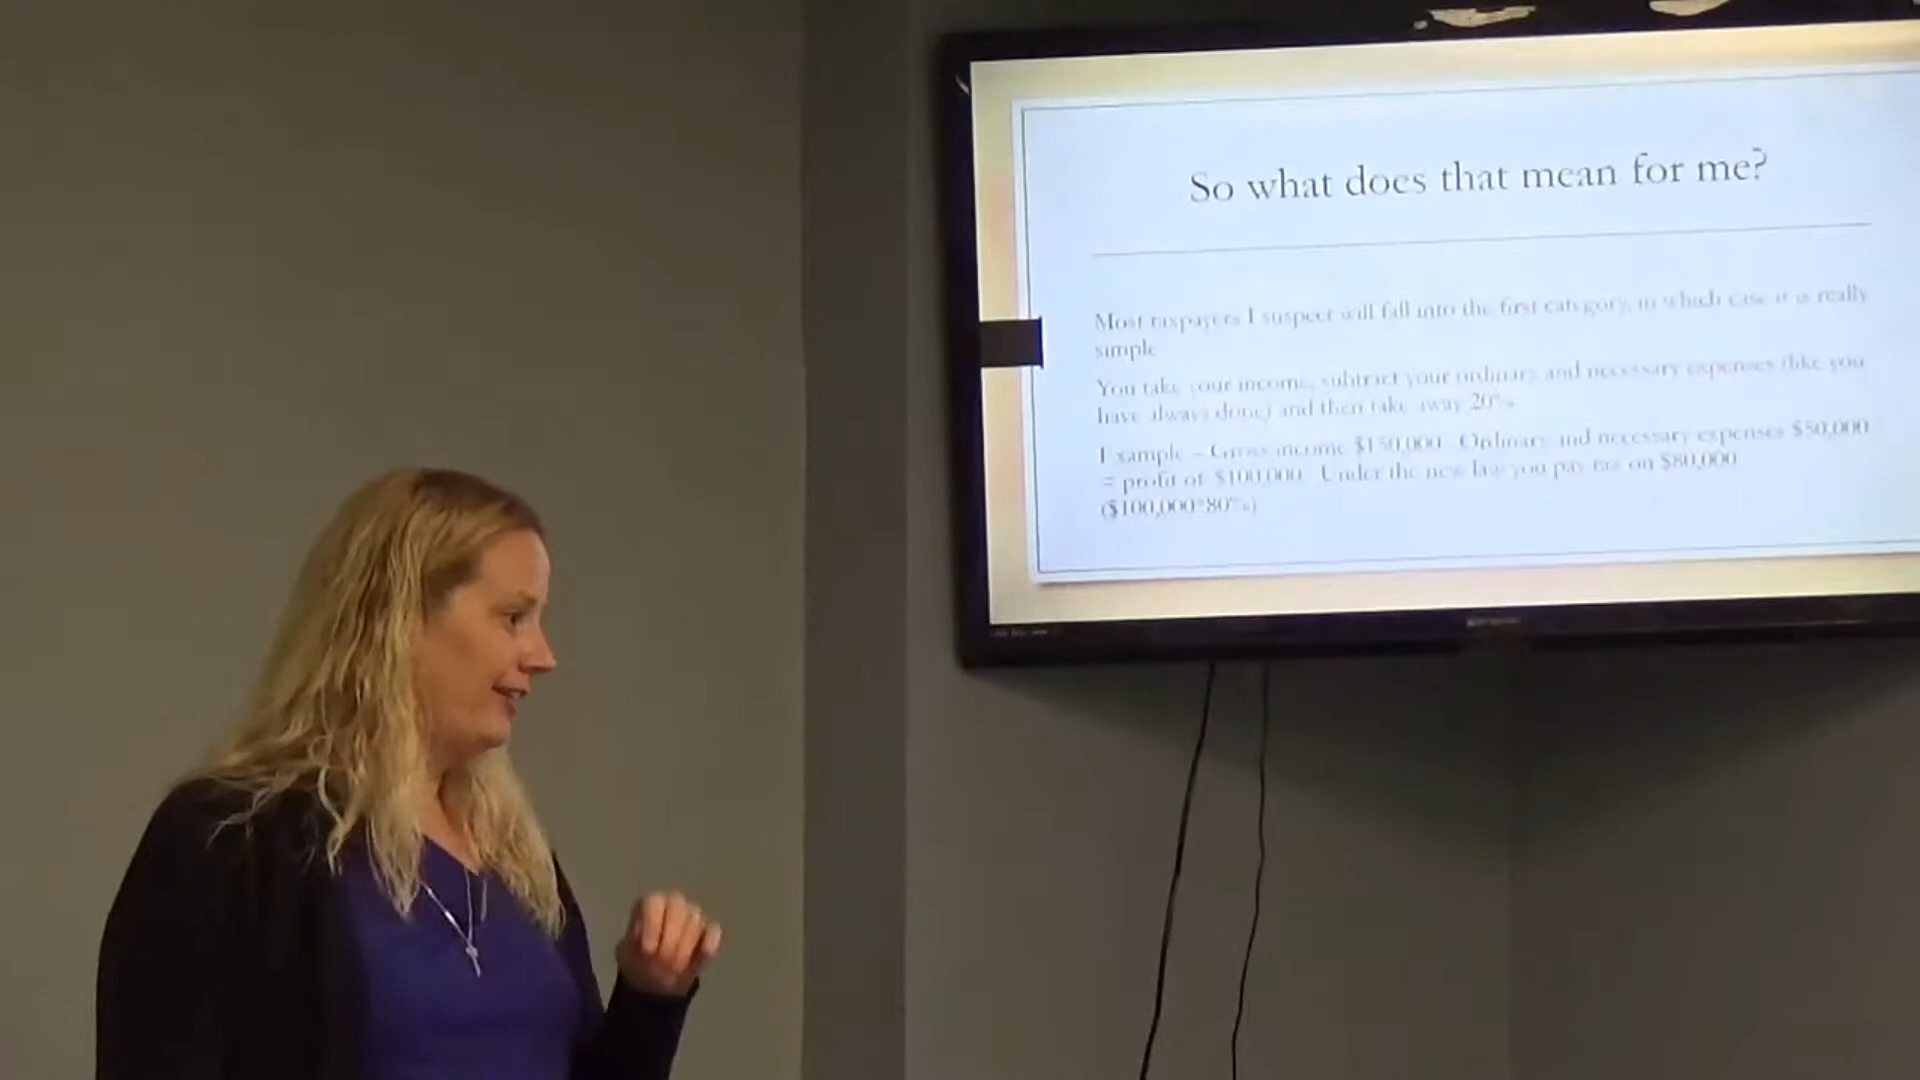 So what does that mean for me?
Most taxpayers I suspect will fall into the first category, in which case it is really
simple
You take your income, subtract your ordinary and necessary expenses (like you
have always done) and then take away 20%.
Example – Gross income $150,000 Ordinary and necessary expenses $50,000
= profit of $100,000 Under the new law you pay tax on $80,000
($100,000*80%)